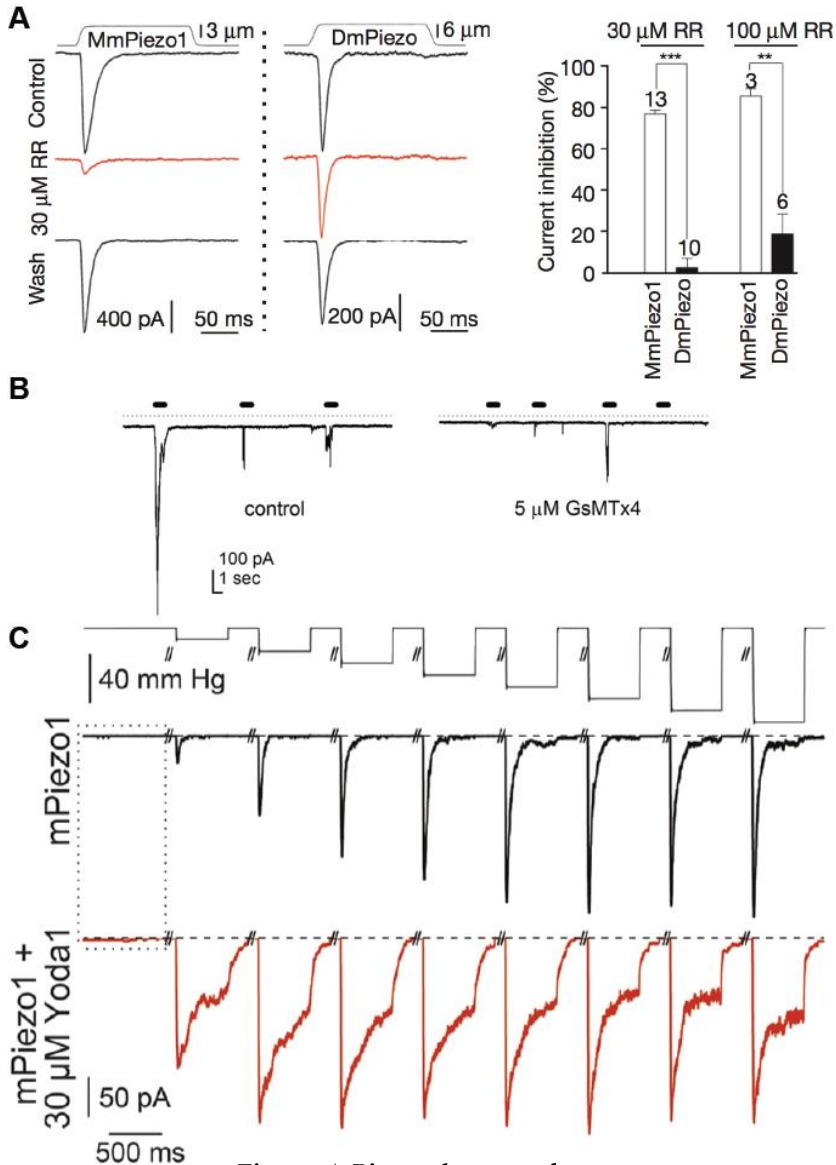 A
MmPiezo1
3 μm
DmPiezo
6 μm
Control
30 μM RR
Wash
400 pA
50 ms
200 pA
50 ms
30 μM RR
100 μM RR
***
**
Current inhibition (%)
100
80
60
40
20
0
13
10
3
6
MmPiezo1
DmPiezo
MmPiezo1
DmPiezo
B
control
5 μM GsMTx4
100 pA
1 sec
C
40 mm Hg
mPiezo1
mPiezo1 +
30 μM Yoda1
50 pA
500 ms